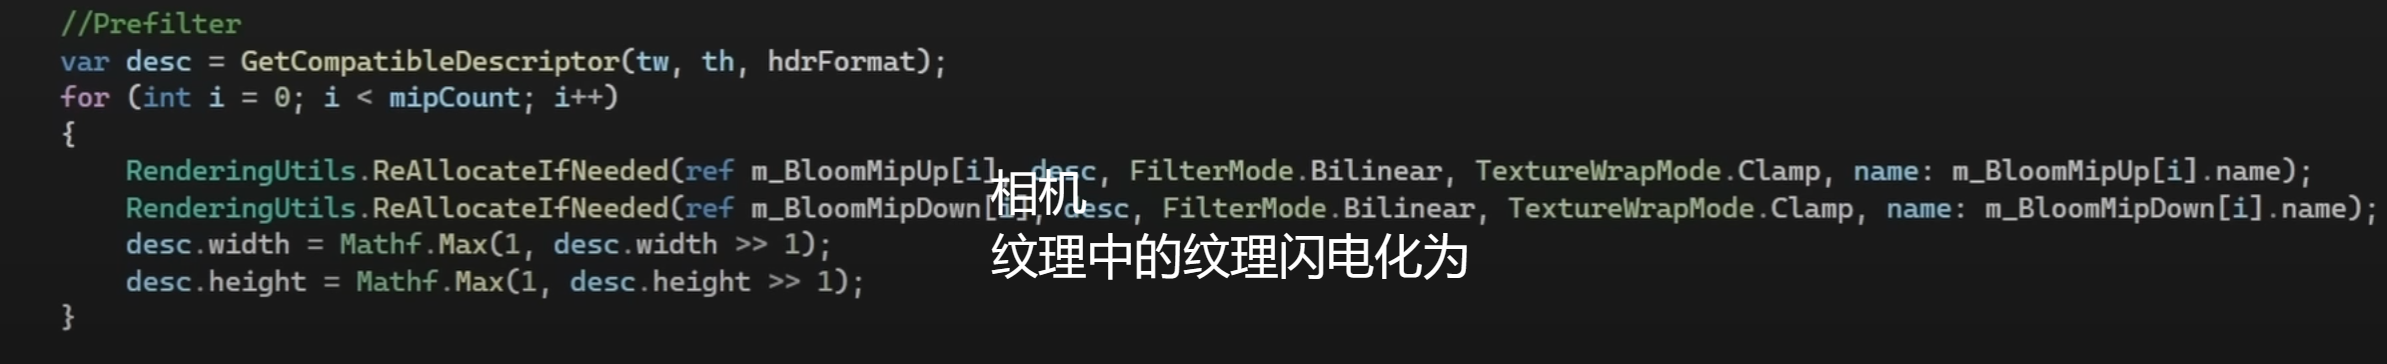 //Prefilter
var desc = GetCompatibleDescriptor(tw, th, hdrFormat);
for (int i = 0; i < mipCount; i++)
{
RenderingUtils.ReAllocateIfNeeded(ref m_BloomMipUp[i], desc, FilterMode.Bilinear, TextureWrapMode.Clamp, name: m_BloomMipUp[i].name);
相机
RenderingUtils.ReAllocateIfNeeded(ref m_BloomMipDown[i], desc, FilterMode.Bilinear, TextureWrapMode.Clamp, name: m_BloomMipDown[i].name);
desc.width = Mathf.Max(1, desc.width >> 1);
纹理中的纹理闪电化为
desc.height = Mathf.Max(1, desc.height >> 1);
}